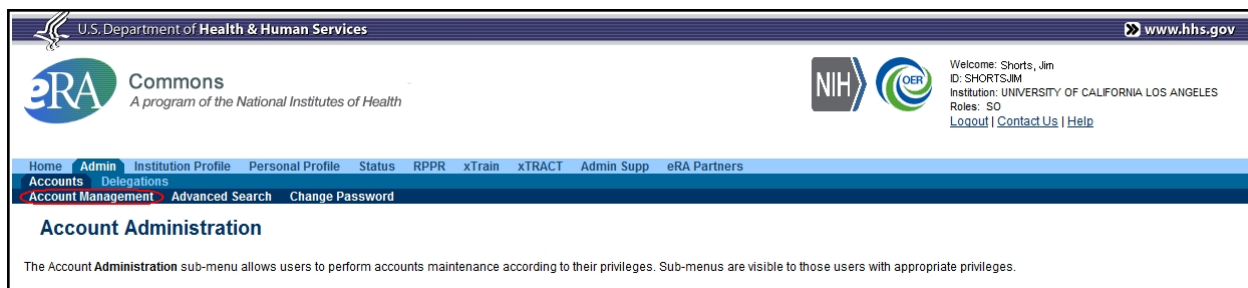 U.S. Department of Health & Human Services
www.hhs.gov
eRA
Commons
A program of the National Institutes of Health
NIH
OER
Welcome: Shorts, Jim
ID: SHORTSJIM
Institution: UNIVERSITY OF CALIFORNIA LOS ANGELES
Roles: SO
Logout | Contact Us | Help
Home Admin Institution Profile Personal Profile Status RPPR xTrain xTRACT Admin Supp eRA Partners
Accounts Delegations
Account Management Advanced Search Change Password
Account Administration
The Account Administration sub-menu allows users to perform accounts maintenance according to their privileges. Sub-menus are visible to those users with appropriate privileges.